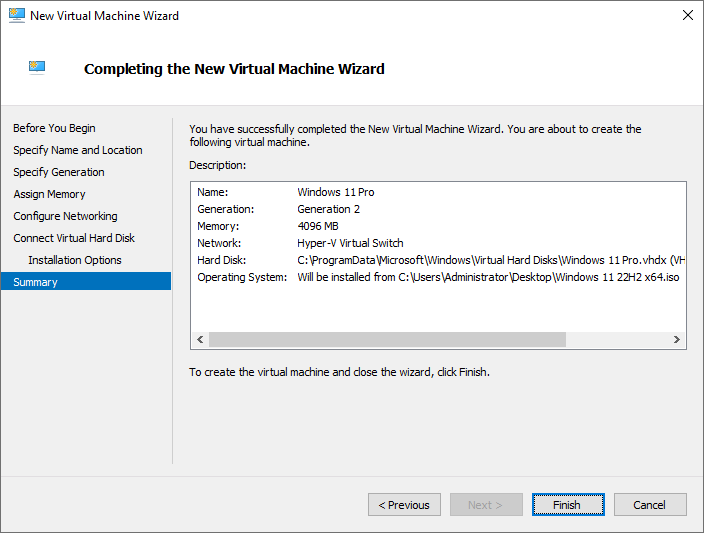 New Virtual Machine Wizard
Completing the New Virtual Machine Wizard
Before You Begin
Specify Name and Location
Specify Generation
Assign Memory
Configure Networking
Connect Virtual Hard Disk
Installation Options
Summary
You have successfully completed the New Virtual Machine Wizard. You are about to create the
following virtual machine.
Description:
Name: Windows 11 Pro
Generation: Generation 2
Memory: 4096 MB
Network: Hyper-V Virtual Switch
Hard Disk: C:\ProgramData\Microsoft\Windows\Virtual Hard Disks\Windows 11 Pro.vhdx (VH
Operating System: Will be installed from C:\Users\Administrator\Desktop\Windows 11 22H2 x64.iso
To create the virtual machine and close the wizard, click Finish.
< Previous Next > Finish Cancel